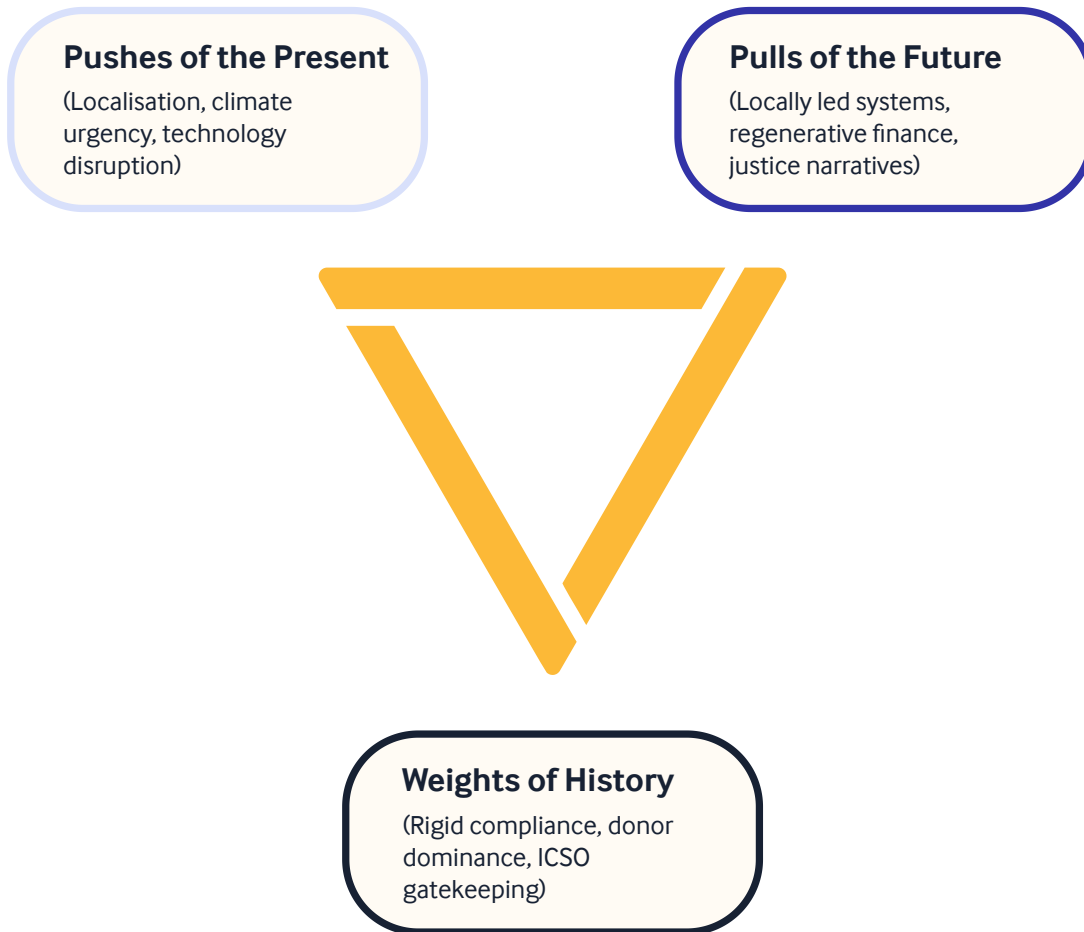 Pushes of the Present
(Localisation, climate
urgency, technology
disruption)
Pulls of the Future
(Locally led systems,
regenerative finance,
justice narratives)
Weights of History
(Rigid compliance, donor
dominance, ICSO
gatekeeping)